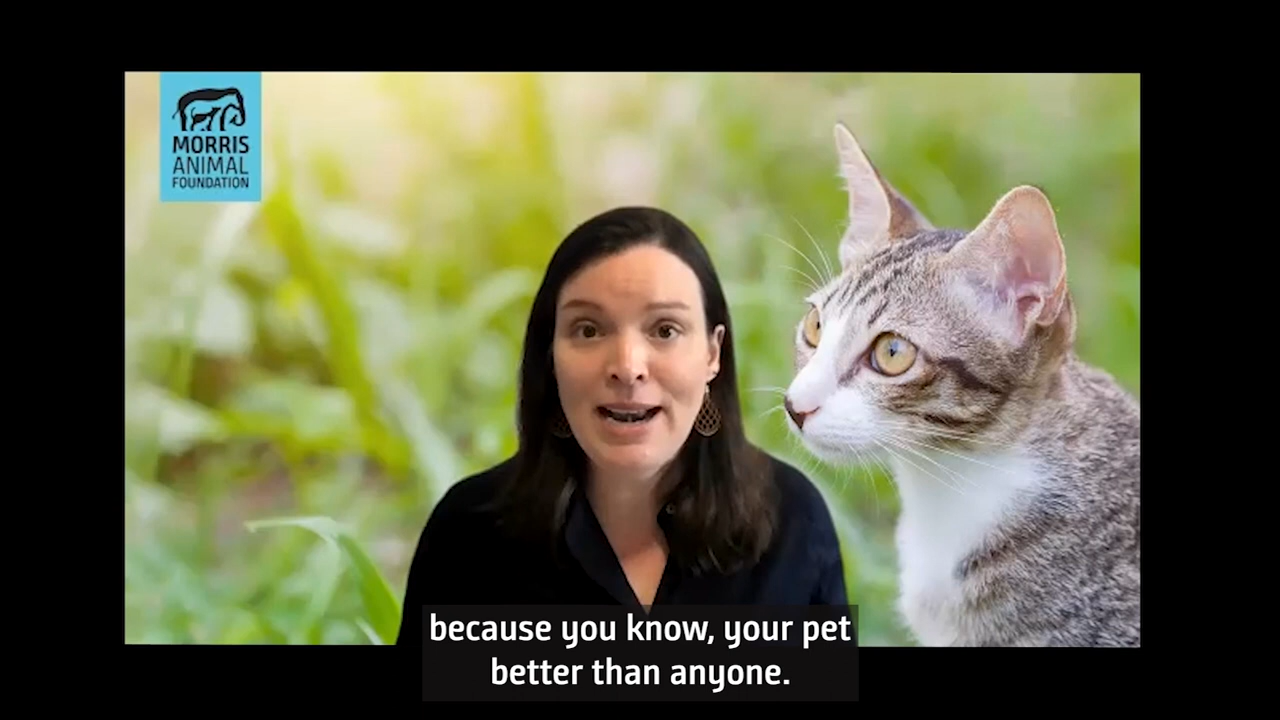 MORRIS
ANIMAL
FOUNDATION
because you know, your pet
better than anyone.